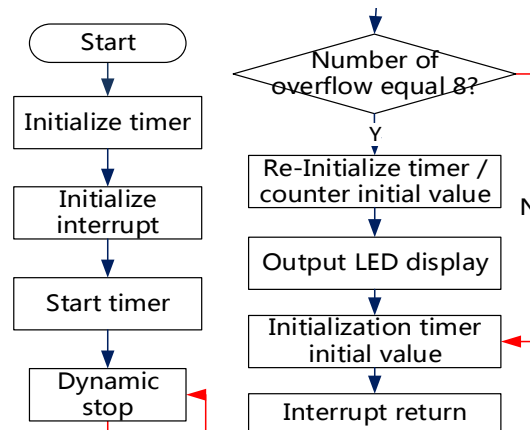 Start
Initialize timer
Initialize
interrupt
Start timer
Dynamic
stop
Number of
overflow equal 8?
Y
N
Re-Initialize timer /
counter initial value
Output LED display
Initialization timer
initial value
Interrupt return